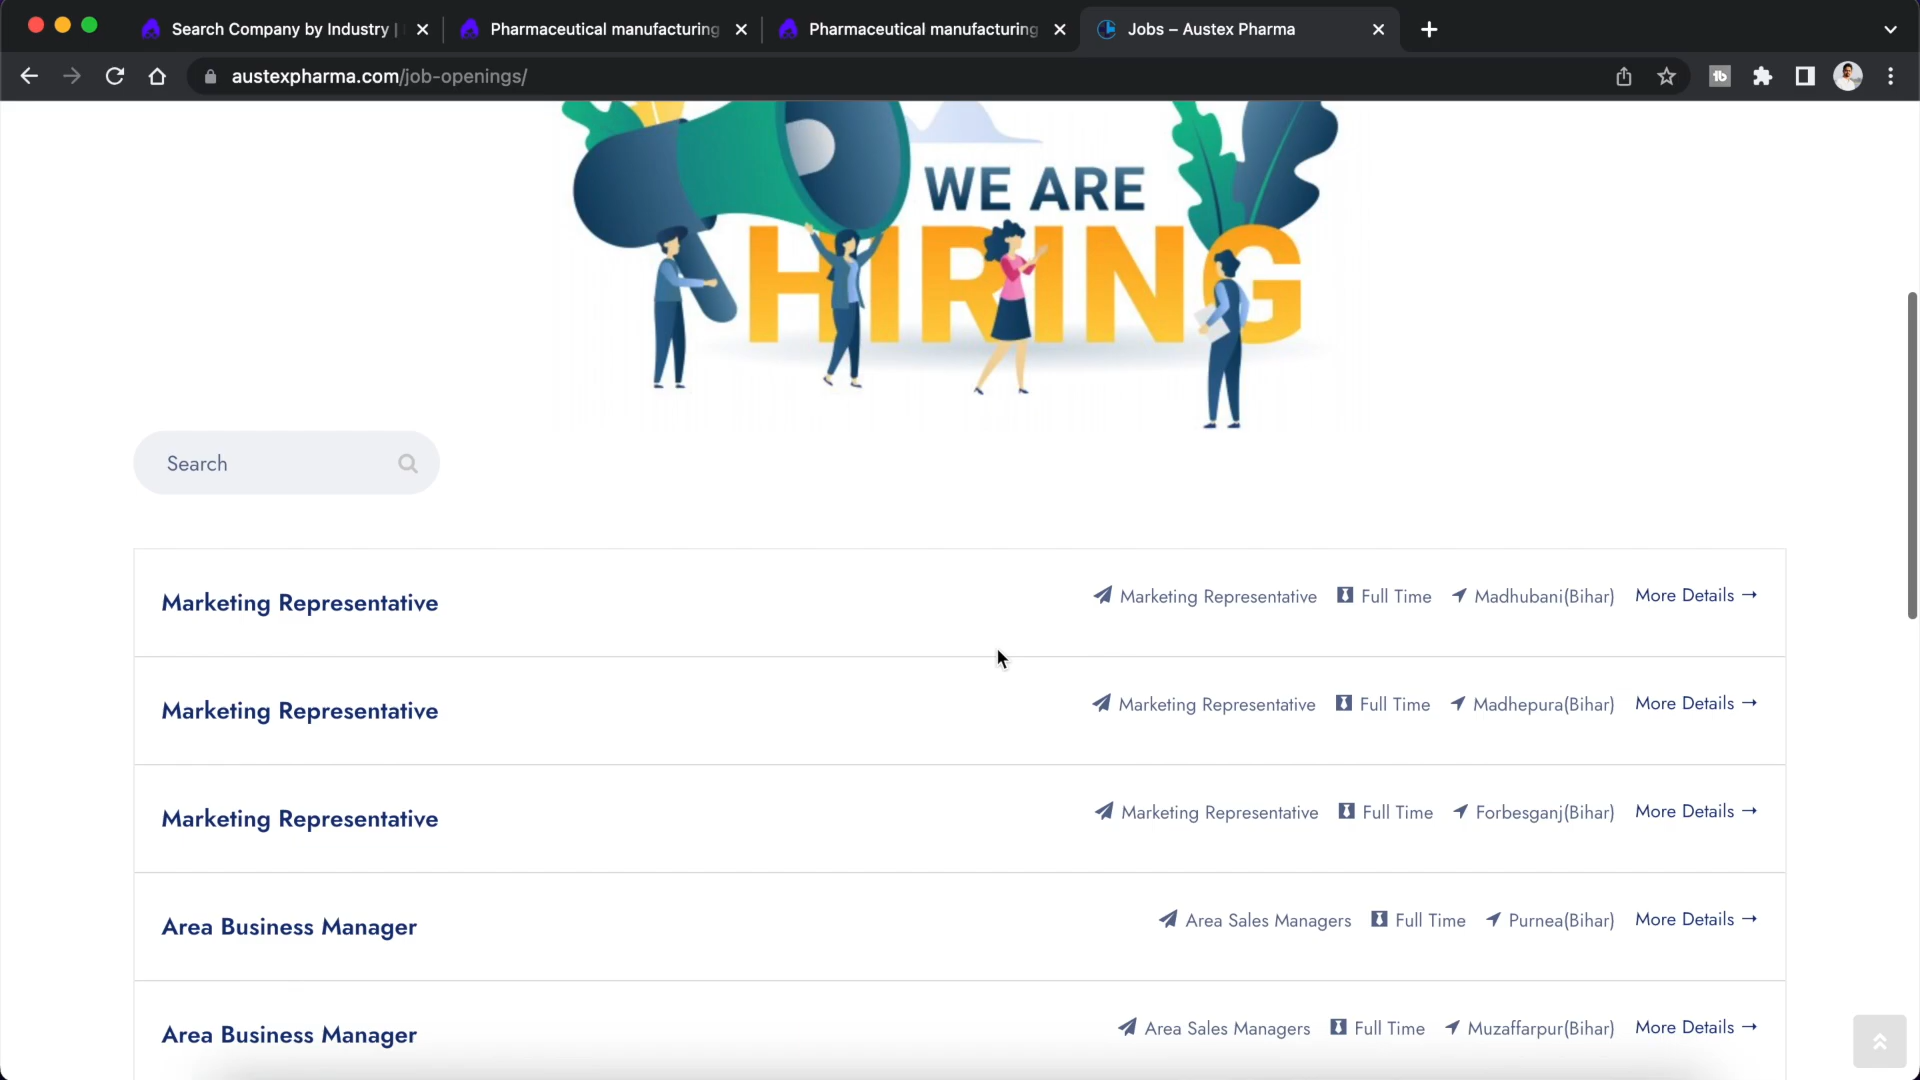 Search Company by Industry |
Pharmaceutical manufacturing
Pharmaceutical manufacturing
Jobs – Austex Pharma
austexpharma.com/job-openings/
1b
WE ARE
HIRING
Search
Marketing Representative
Marketing Representative Full Time Madhubani(Bihar) More Details →
Marketing Representative
Marketing Representative Full Time Madhepura(Bihar) More Details →
Marketing Representative
Marketing Representative Full Time Forbesganj(Bihar) More Details →
Area Business Manager
Area Sales Managers Full Time Purnea(Bihar) More Details →
Area Business Manager
Area Sales Managers Full Time Muzaffarpur(Bihar) More Details →